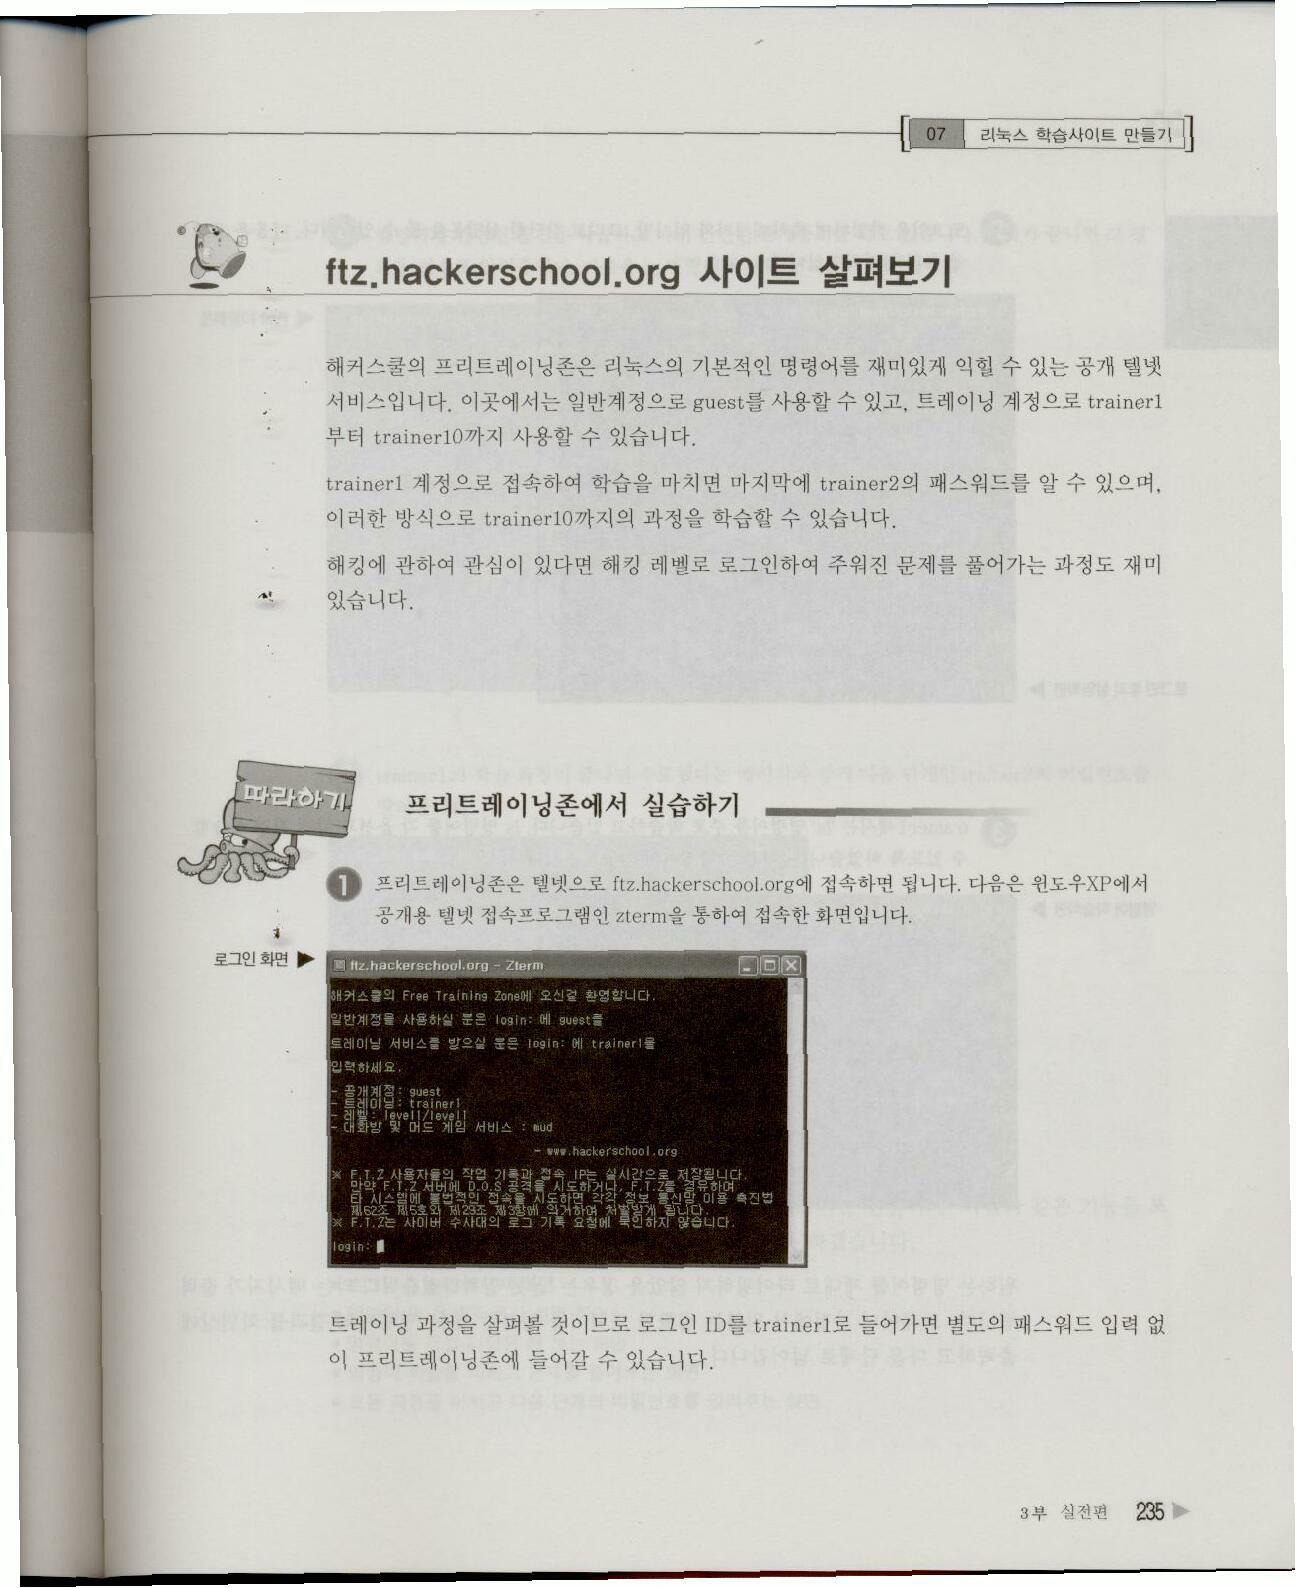 07 리눅스 학습사이트 만들기
ftz.hackerschool.org 사이트 살펴보기
해커스쿨의 프리트레이닝존은 리눅스의 기본적인 명령어를 재미있게 익힐 수 있는 공개 텔넷
서비스입니다. 이곳에서는 일반계정으로 guest를 사용할 수 있고, 트레이닝 계정으로 trainer1
부터 trainer10까지 사용할 수 있습니다.
trainer1 계정으로 접속하여 학습을 마치면 마지막에 trainer2의 패스워드를 알 수 있으며,
이러한 방식으로 trainer10까지의 과정을 학습할 수 있습니다.
해킹에 관하여 관심이 있다면 해킹 레벨로 로그인하여 주워진 문제를 풀어가는 과정도 재미
있습니다.
따라하기
프리트레이닝존에서 실습하기
1 프리트레이닝존은 텔넷으로 ftz.hackerschool.org에 접속하면 됩니다. 다음은 윈도우XP에서
공개용 텔넷 접속프로그램인 zterm을 통하여 접속한 화면입니다.
로그인 화면 ▶
ftz.hackerschool.org - Zterm
해커스쿨의 Free Training Zone에 오신걸 환영합니다.
일반계정을 사용하실 분은 login: 에 guest를
트레이닝 서비스를 받으실 분은 login: 에 trainer1을
입력하세요.
- 공개계정: guest
- 트레이닝: trainer1
- 레벨: level1/level1
- 대화방 및 머드 게임 서비스 : mud
- www.hackerschool.org
※ F.T.Z 사용자들의 작업 기록과 접속 IP는 실시간으로 저장됩니다.
만약 F.T.Z 서버에 D.O.S 공격을 시도하거나, F.T.Z를 경유하여
타 시스템에 불법적인 접속을 시도하면 각각 정보 통신망 이용 촉진법
제62조 제5호와 제29조 제3항에 의거하여 처벌받게 됩니다.
※ F.T.Z는 사이버 수사대의 로그 기록 요청에 묵인하지 않습니다.
login:
트레이닝 과정을 살펴볼 것이므로 로그인 ID를 trainer1로 들어가면 별도의 패스워드 입력 없
이 프리트레이닝존에 들어갈 수 있습니다.
3부 실전편 235 ▶